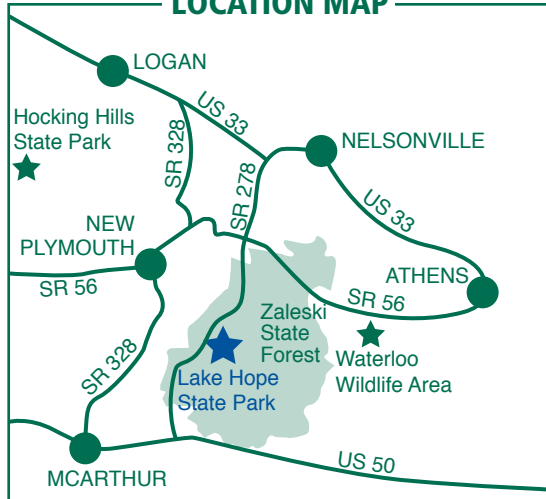 LOCATION MAP
LOGAN
US 33
Hocking Hills
State Park
SR 328
SR 278
NELSONVILLE
US 33
NEW
PLYMOUTH
SR 56
ATHENS
SR 56
Zaleski
State
Forest
Waterloo
Wildlife Area
Lake Hope
State Park
SR 328
MCARTHUR
US 50